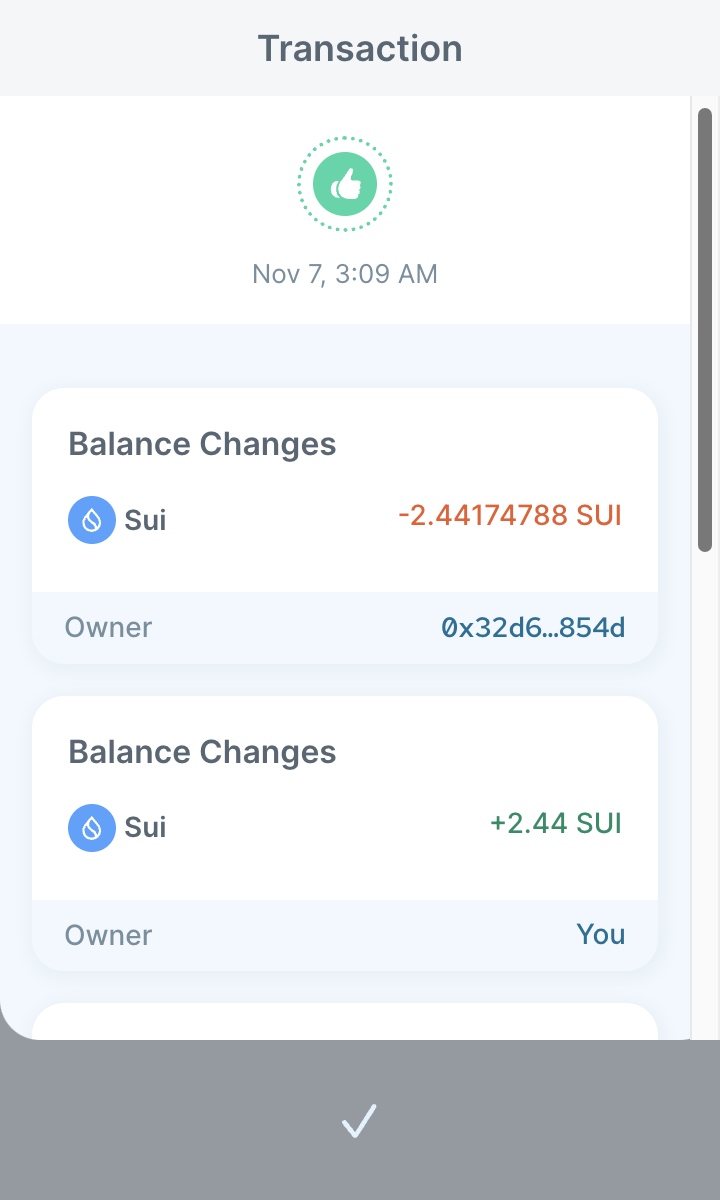 Transaction
Nov 7, 3:09 AM
Balance Changes
Sui -2.44174788 SUI
Owner 0x32d6...854d
Balance Changes
Sui +2.44 SUI
Owner You